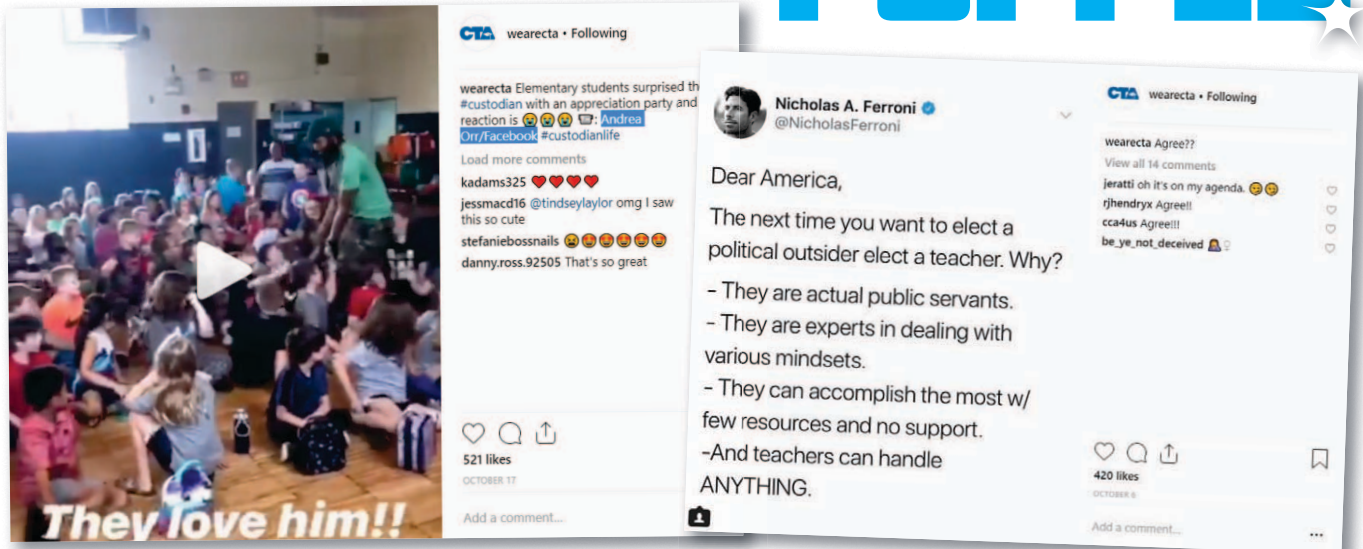 They love him!!
CTA wearecta • Following
wearecta Elementary students surprised th
#custodian with an appreciation party and
reaction is 😭😭😭 📷: Andrea
Orr/Facebook #custodianlife
Load more comments
kadams325 ❤❤❤❤
jessmacd16 @tindseylaylor omg I saw
this so cute
stefaniebossnails 😫🤩🤩🤩🤩🤩
danny.ross.92505 That's so great
521 likes
OCTOBER 17
Add a comment...
Nicholas A. Ferroni
@NicholasFerroni
Dear America,
The next time you want to elect a
political outsider elect a teacher. Why?
- They are actual public servants.
- They are experts in dealing with
various mindsets.
- They can accomplish the most w/
few resources and no support.
-And teachers can handle
ANYTHING.
CTA wearecta • Following
wearecta Agree??
View all 14 comments
jeratti oh it's on my agenda. 😏😏
rjhendryx Agree!!
cca4us Agree!!!
be_ye_not_deceived 🙋♀
420 likes
OCTOBER 6
Add a comment...